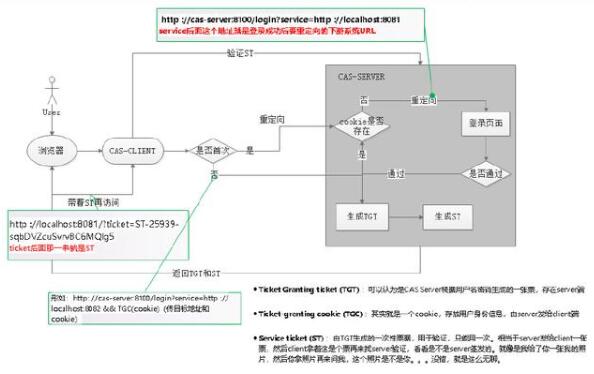 http://cas-server:8100/login?service=http://localhost:8081
service后面这个地址就是登录成功后要重定向的下游系统URL
验证ST
CAS-SERVER
User
浏览器
CAS-CLIENT
是否首次
是
重定向
否
cookie是否
存在
否
重定向
登录页面
是
通过
是否通过
生成TGT
生成ST
带着ST再访问
http://localhost:8081/?ticket=ST-25939-
sqbDVZcuSvrv8C6MQlg5
ticket后面那一串就是ST
返回TGT和ST
形如：http://cas-server:8100/login?service=http://
localhost:8082 && TGC(cookie) (传目标地址和
cookie)
• Ticket Granting ticket (TGT) ：可以认为是CAS Server根据用户名密码生成的一张票，存在server端
• Ticket-granting cookie (TGC) ：其实就是一个cookie，存放用户身份信息，由server发给client端
• Service ticket (ST) ：由TGT生成的一次性票据，用于验证，只能用一次。相当于server发给client一张
票，然后client拿着这是个票再来找server验证，看看是不是server签发的。就像是我给了你一张我的照
片，然后你拿照片再来问我，这个照片是不是你。。。没错，就是这么无聊。